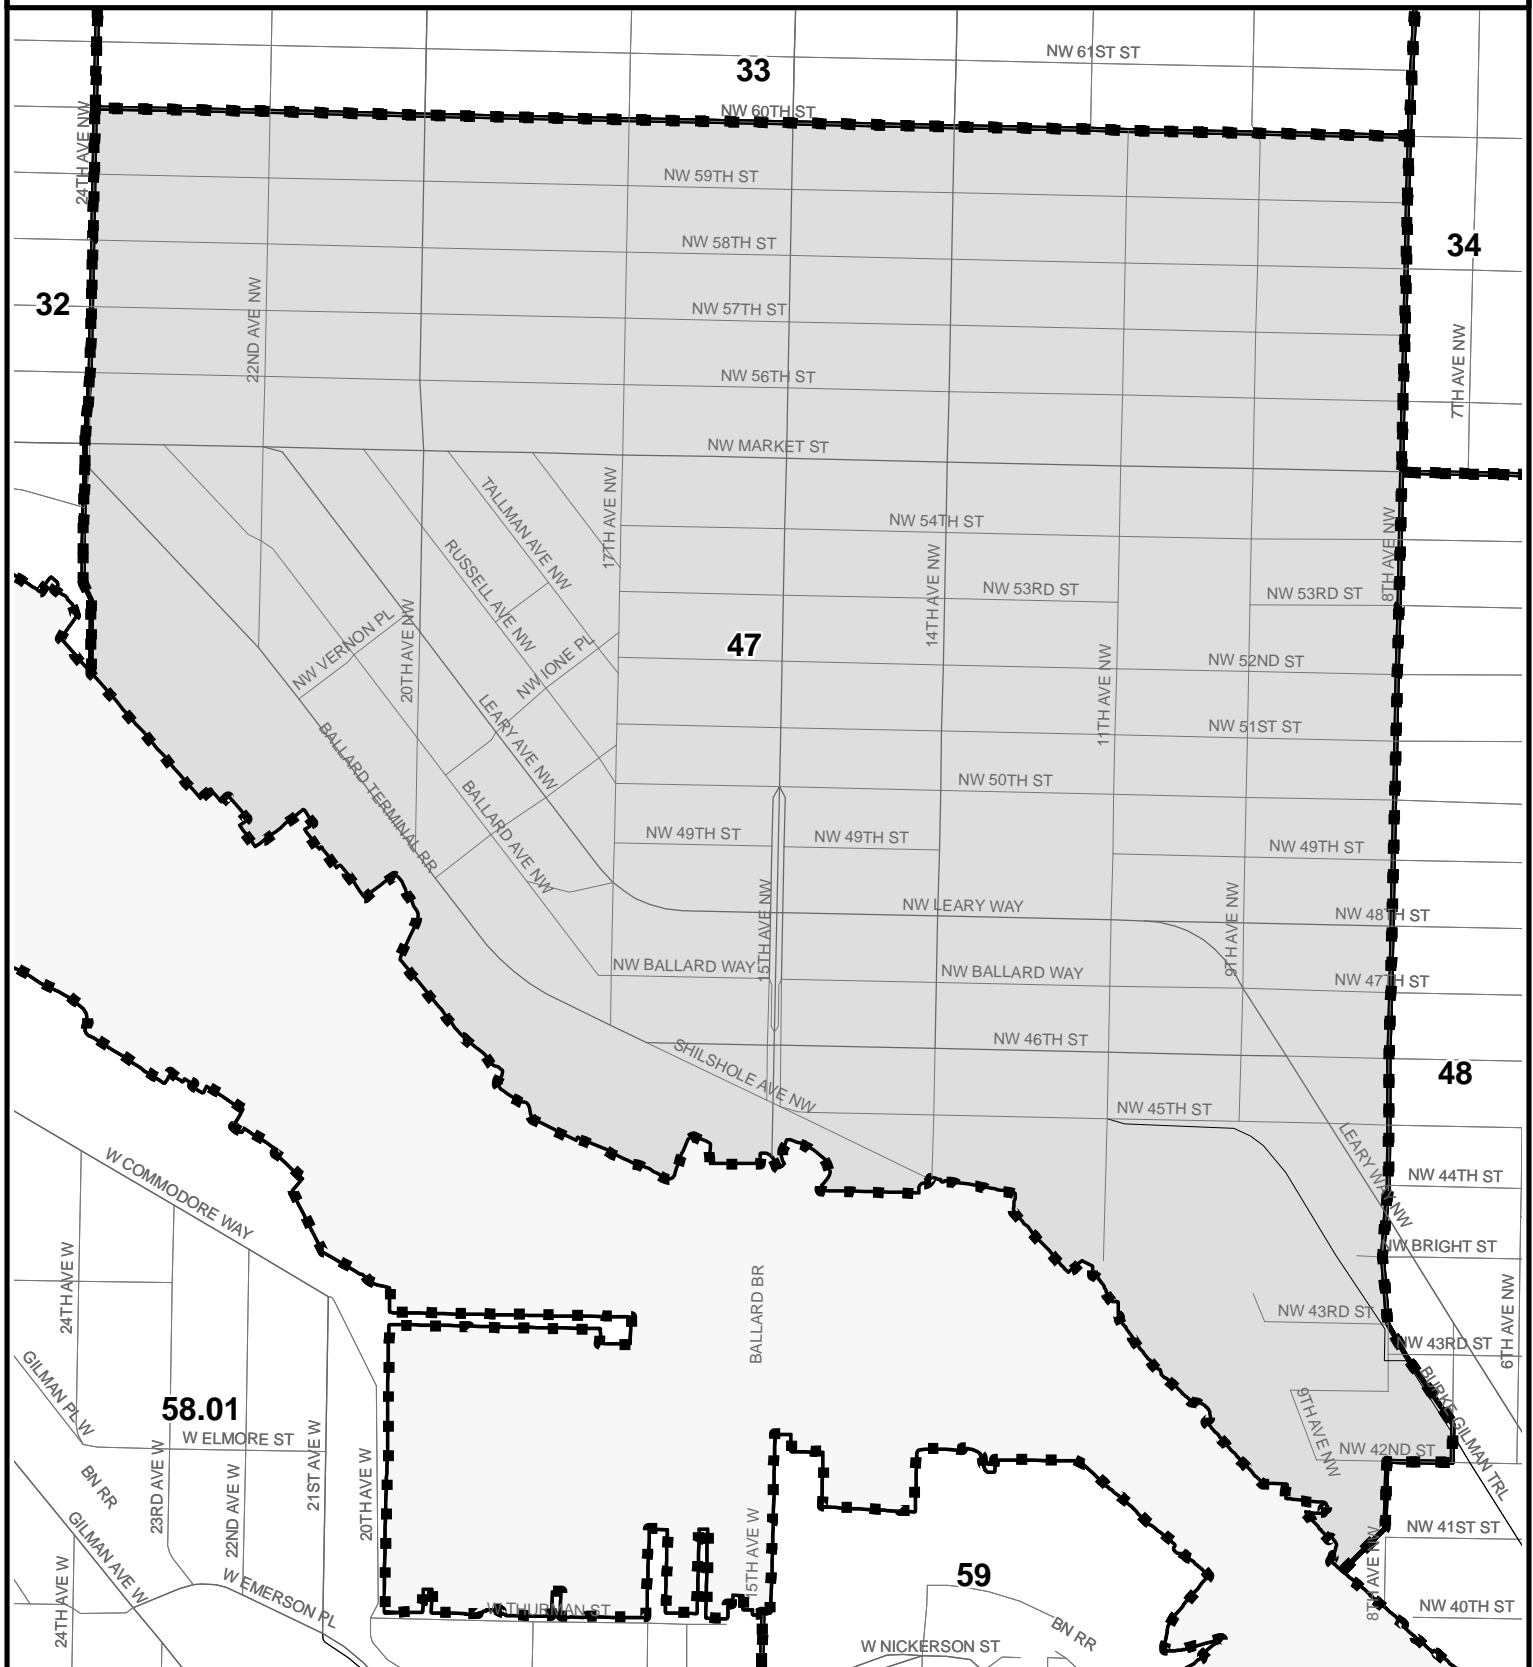 NW 61ST ST
33
NW 60TH ST
24TH AVE NW
NW 59TH ST
34
NW 58TH ST
32
22ND AVE NW
NW 57TH ST
7TH AVE NW
NW 56TH ST
NW MARKET ST
17TH AVE NW
TALLMAN AVE NW
NW 54TH ST
8TH AVE NW
RUSSELL AVE NW
14TH AVE NW
NW 53RD ST
NW 53RD ST
20TH AVE NW
NW VERNON PL
NW IONE PL
47
11TH AVE NW
NW 52ND ST
LEARY AVE NW
NW 51ST ST
BALLARD TERMINAL RR
NW 50TH ST
BALLARD AVE NW
NW 49TH ST
NW 49TH ST
NW 49TH ST
15TH AVE NW
NW LEARY WAY
9TH AVE NW
NW 48TH ST
NW BALLARD WAY
NW BALLARD WAY
NW 47TH ST
NW 46TH ST
SHILSHOLE AVE NW
48
NW 45TH ST
W COMMODORE WAY
LEARY WAY NW
NW 44TH ST
24TH AVE W
NW BRIGHT ST
BALLARD BR
NW 43RD ST
6TH AVE NW
NW 43RD ST
GILMAN PL W
58.01
BURKE GILMAN TRL
9TH AVE NW
W ELMORE ST
NW 42ND ST
21ST AVE W
23RD AVE W
BN RR
22ND AVE W
20TH AVE W
GILMAN AVE W
15TH AVE W
NW 41ST ST
8TH AVE NW
59
24TH AVE W
W EMERSON PL
W THURMAN ST
NW 40TH ST
BN RR
W NICKERSON ST